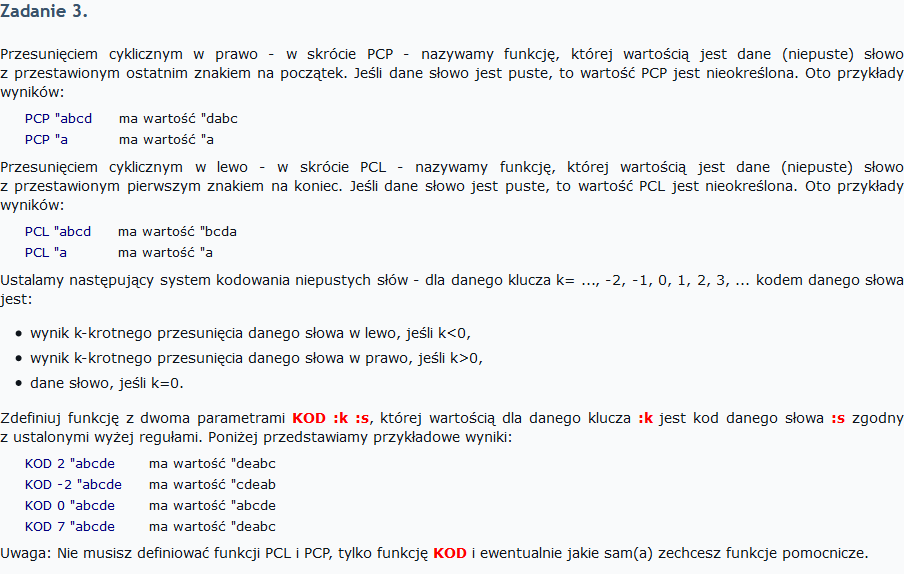 Zadanie 3.
Przesunięciem cyklicznym w prawo - w skrócie PCP - nazywamy funkcję, której wartością jest dane (niepuste) słowo
z przestawionym ostatnim znakiem na początek. Jeśli dane słowo jest puste, to wartość PCP jest nieokreślona. Oto przykłady
wyników:
PCP "abcd ma wartość "dabc
PCP "a ma wartość "a
Przesunięciem cyklicznym w lewo - w skrócie PCL - nazywamy funkcję, której wartością jest dane (niepuste) słowo
z przestawionym pierwszym znakiem na koniec. Jeśli dane słowo jest puste, to wartość PCL jest nieokreślona. Oto przykłady
wyników:
PCL "abcd ma wartość "bcda
PCL "a ma wartość "a
Ustalamy następujący system kodowania niepustych słów - dla danego klucza k= ..., -2, -1, 0, 1, 2, 3, ... kodem danego słowa
jest:
• wynik k-krotnego przesunięcia danego słowa w lewo, jeśli k<0,
• wynik k-krotnego przesunięcia danego słowa w prawo, jeśli k>0,
• dane słowo, jeśli k=0.
Zdefiniuj funkcję z dwoma parametrami KOD :k :s, której wartością dla danego klucza :k jest kod danego słowa :s zgodny
z ustalonymi wyżej regułami. Poniżej przedstawiamy przykładowe wyniki:
KOD 2 "abcde ma wartość "deabc
KOD -2 "abcde ma wartość "cdeab
KOD 0 "abcde ma wartość "abcde
KOD 7 "abcde ma wartość "deabc
Uwaga: Nie musisz definiować funkcji PCL i PCP, tylko funkcję KOD i ewentualnie jakie sam(a) zechcesz funkcje pomocnicze.